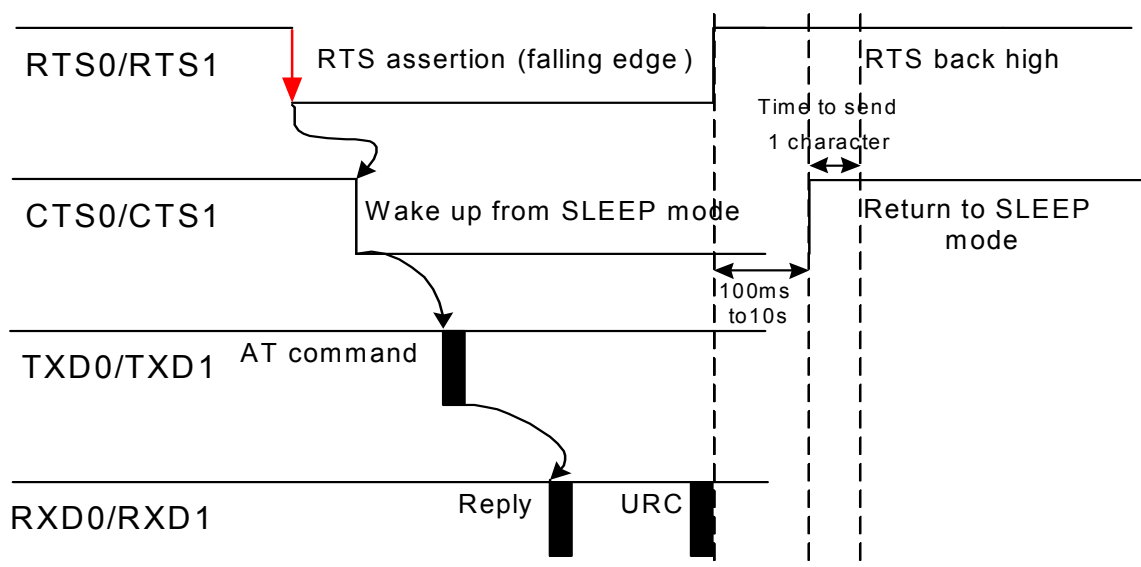 RTS0/RTS1
RTS assertion (falling edge )
RTS back high
Time to send
1 character
CTS0/CTS1
Wake up from SLEEP mode
Return to SLEEP
mode
100ms
to10s
TXD0/TXD1
AT command
RXD0/RXD1
Reply
URC